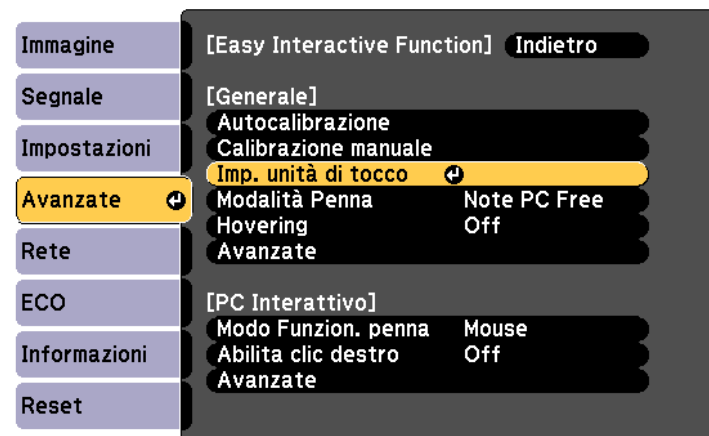 Immagine
Segnale
Impostazioni
Avanzate
Rete
ECO
Informazioni
Reset
[Easy Interactive Function] Indietro
[Generale]
Autocalibrazione
Calibrazione manuale
Imp. unità di tocco
Modalità Penna Note PC Free
Hovering Off
Avanzate
[PC Interattivo]
Modo Funzion. penna Mouse
Abilita clic destro Off
Avanzate